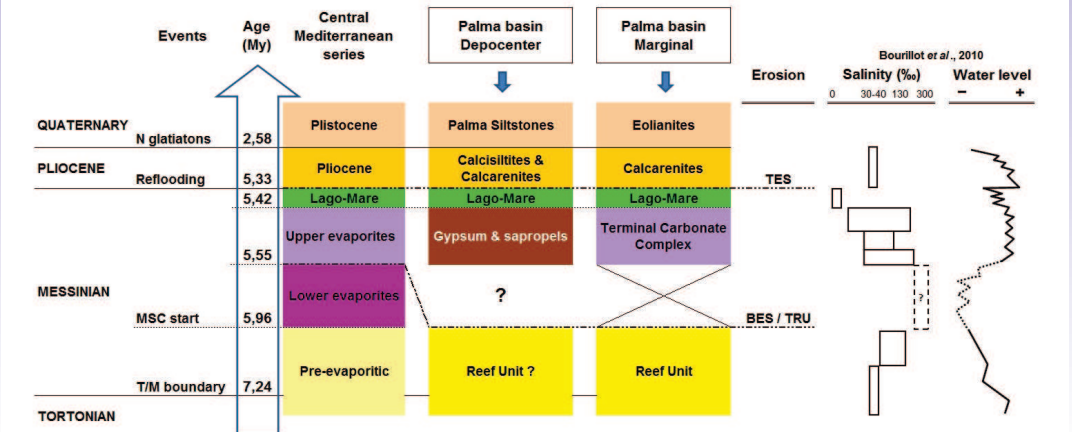 Events
Age
(My)
Central
Mediterranean
series
Palma basin
Depocenter
Palma basin
Marginal
Erosion
Bourillot et al., 2010
Salinity (‰)
Water level
0 30-40 130 300
− +
QUATERNARY
N glatiatons
2,58
Plistocene
Palma Siltstones
Eolianites
PLIOCENE
Reflooding
5,33
Pliocene
Calcisiltites &
Calcarenites
Calcarenites
TES
5,42
Lago-Mare
Lago-Mare
Lago-Mare
Upper evaporites
Gypsum & sapropels
Terminal Carbonate
Complex
5,55
MESSINIAN
Lower evaporites
?
?
MSC start
5,96
BES / TRU
Pre-evaporitic
Reef Unit ?
Reef Unit
T/M boundary
7,24
TORTONIAN